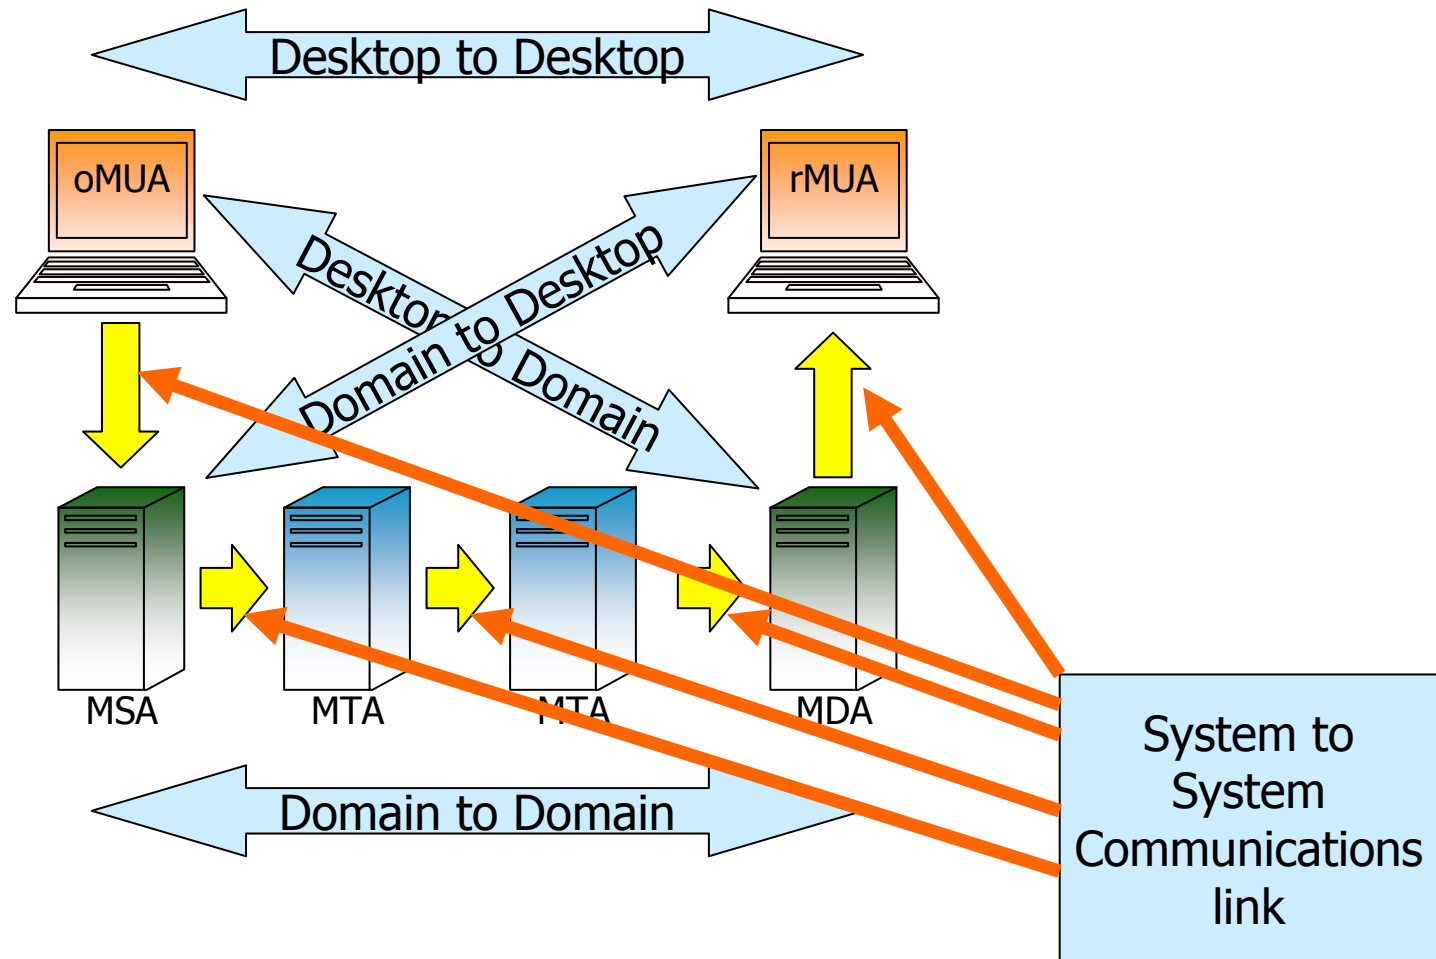 Desktop to Desktop
oMUA
rMUA
Desktop to Domain
Domain to Desktop
MSA
MTA
MTA
MDA
Domain to Domain
System to
System
Communications
link